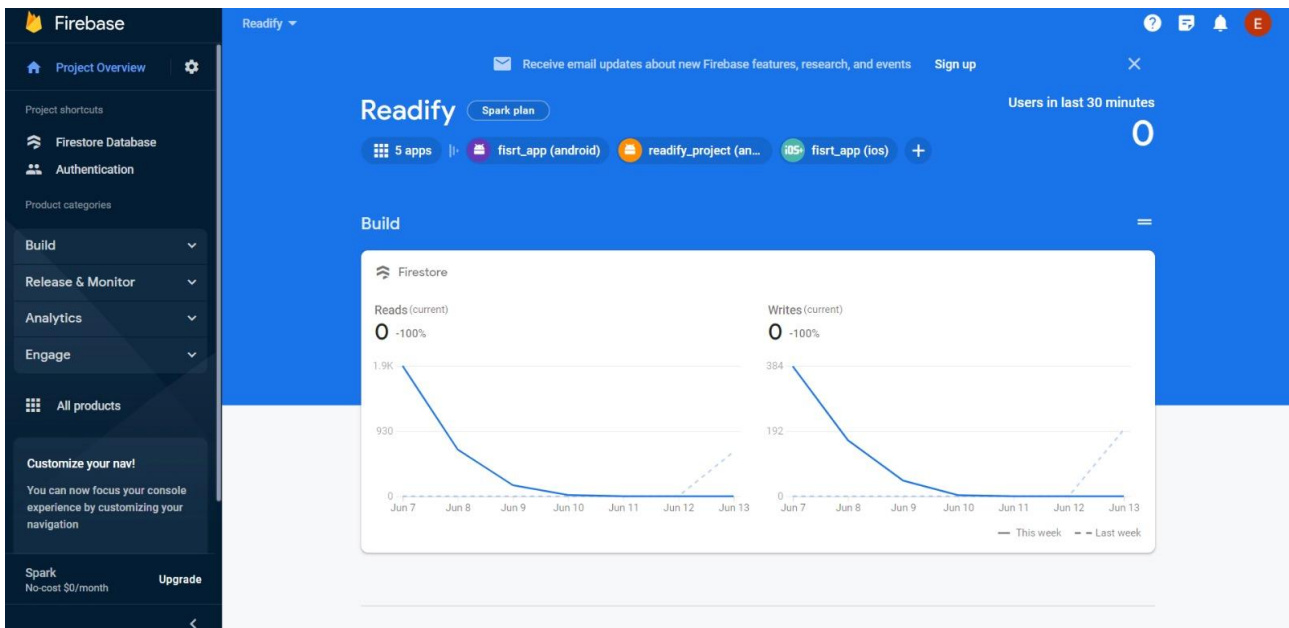 Firebase
Project Overview
Project shortcuts
Firestore Database
Authentication
Product categories
Build
Release & Monitor
Analytics
Engage
All products
Customize your nav!
You can now focus your console
experience by customizing your
navigation
Spark
No-cost $0/month
Upgrade
Readify
E
Receive email updates about new Firebase features, research, and events Sign up
Readify Spark plan
Users in last 30 minutes
0
5 apps fisrt_app (android) readify_project (an... iOS+ fisrt_app (ios)
Build
Firestore
Reads (current)
0 -100%
1.9K
930
0
Jun 7 Jun 8 Jun 9 Jun 10 Jun 11 Jun 12 Jun 13
Writes (current)
0 -100%
384
192
0
Jun 7 Jun 8 Jun 9 Jun 10 Jun 11 Jun 12 Jun 13
This week Last week